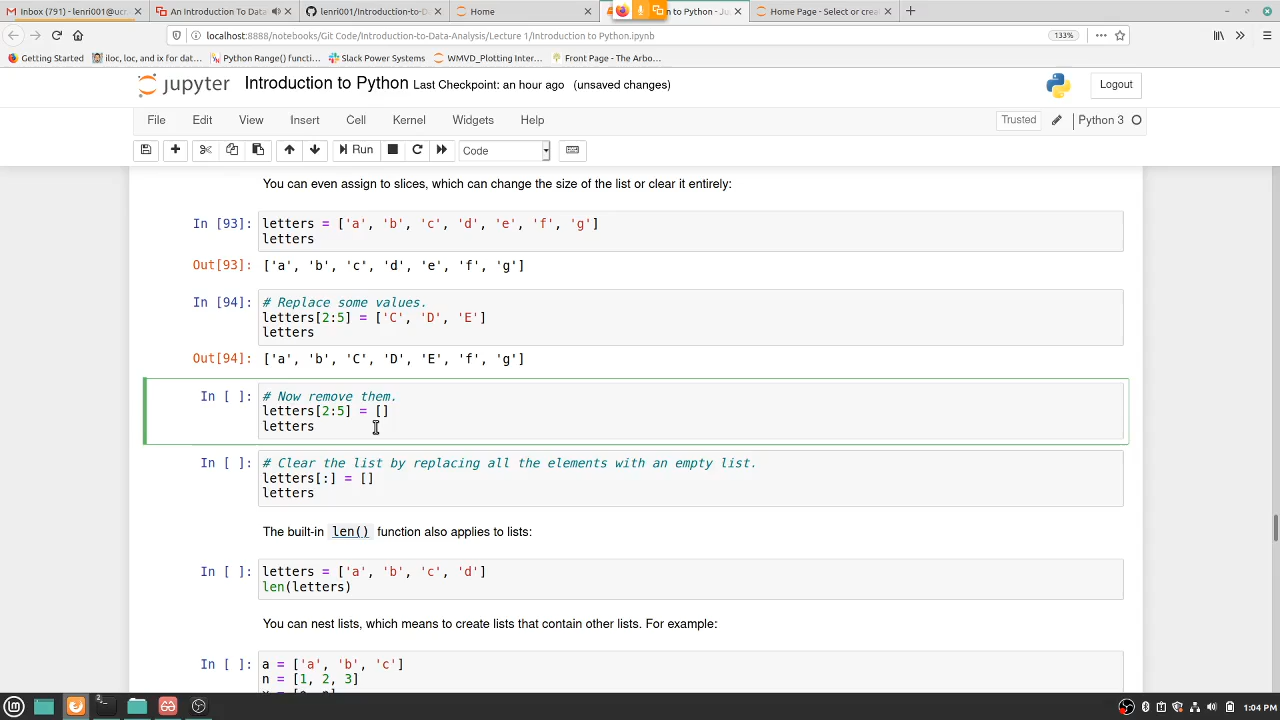 Inbox (791) - lenri001@ucr
An Introduction To Data
lenri001/Introduction-to-D
Home
n to Python - Ju
Home Page - Select or crea
localhost:8888/notebooks/Git Code/Introduction-to-Data-Analysis/Lecture 1/Introduction to Python.ipynb
133%
Getting Started
iloc, loc, and ix for dat...
Python Range() functi...
Slack Power Systems
WMVD_Plotting Inter...
Front Page - The Arbo...
jupyter Introduction to Python Last Checkpoint: an hour ago (unsaved changes)
Logout
File Edit View Insert Cell Kernel Widgets Help
Trusted
Python 3
Run
Code
You can even assign to slices, which can change the size of the list or clear it entirely:
In [93]: letters = ['a', 'b', 'c', 'd', 'e', 'f', 'g']
letters
Out[93]: ['a', 'b', 'c', 'd', 'e', 'f', 'g']
In [94]: # Replace some values.
letters[2:5] = ['C', 'D', 'E']
letters
Out[94]: ['a', 'b', 'C', 'D', 'E', 'f', 'g']
In [ ]: # Now remove them.
letters[2:5] = []
letters
In [ ]: # Clear the list by replacing all the elements with an empty list.
letters[:] = []
letters
The built-in len() function also applies to lists:
In [ ]: letters = ['a', 'b', 'c', 'd']
len(letters)
You can nest lists, which means to create lists that contain other lists. For example:
In [ ]: a = ['a', 'b', 'c']
n = [1, 2, 3]
1:04 PM